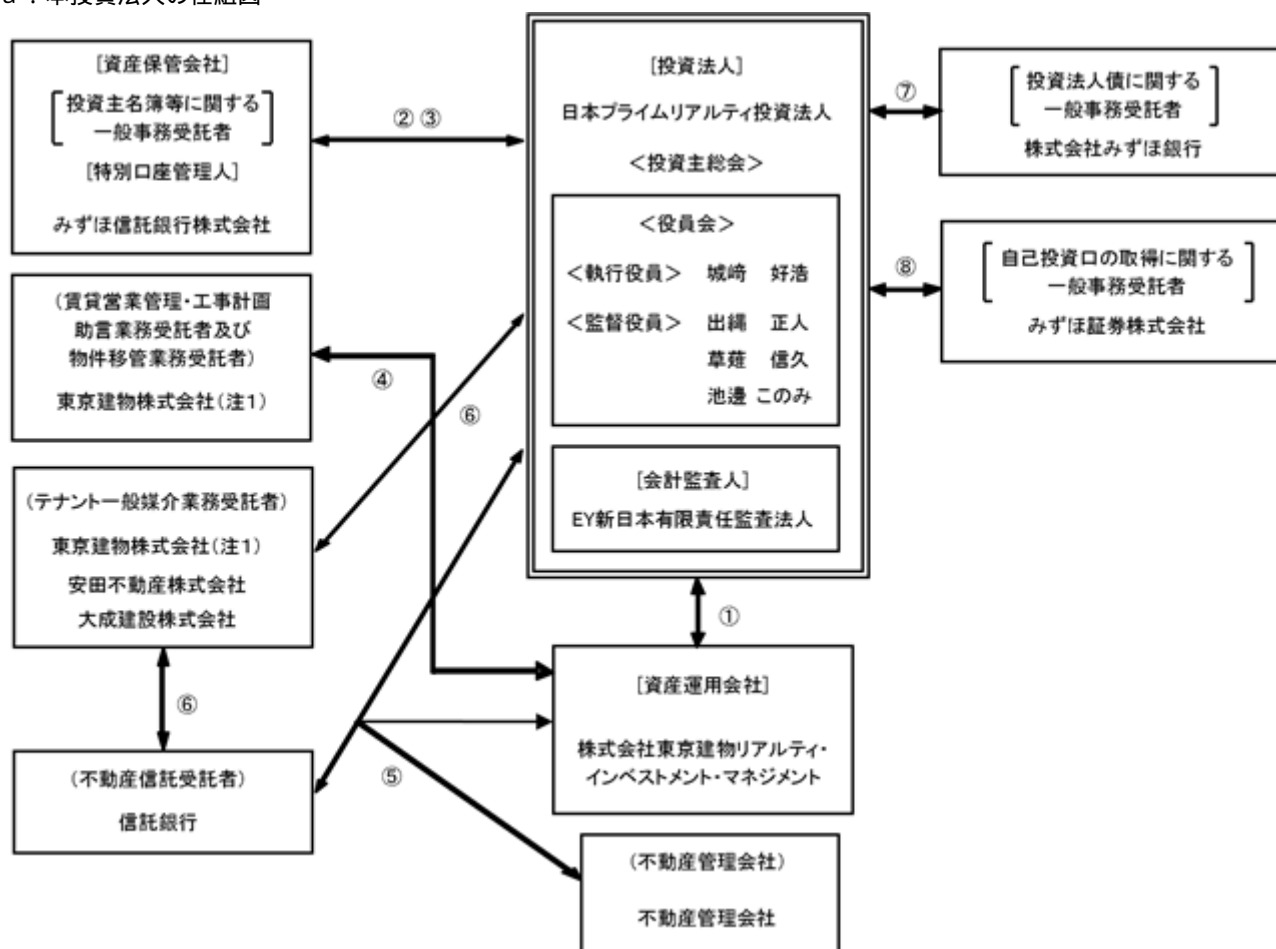 a．本投資法人の仕組図
[資産保管会社]
投資主名簿等に関する
一般事務受託者
[特別口座管理人]
みずほ信託銀行株式会社
② ③
[投資法人]
日本プライムリアルティ投資法人
＜投資主総会＞
＜役員会＞
＜執行役員＞ 城﨑 好浩
＜監督役員＞ 出縄 正人
草薙 信久
池邊 このみ
[会計監査人]
EY新日本有限責任監査法人
⑦
投資法人債に関する
一般事務受託者
株式会社みずほ銀行
⑧
自己投資口の取得に関する
一般事務受託者
みずほ証券株式会社
(賃貸営業管理・工事計画
助言業務受託者及び
物件移管業務受託者)
東京建物株式会社(注1)
④
⑥
(テナント一般媒介業務受託者)
東京建物株式会社(注1)
安田不動産株式会社
大成建設株式会社
①
⑥
[資産運用会社]
株式会社東京建物リアルティ・
インベストメント・マネジメント
(不動産信託受託者)
信託銀行
⑤
(不動産管理会社)
不動産管理会社